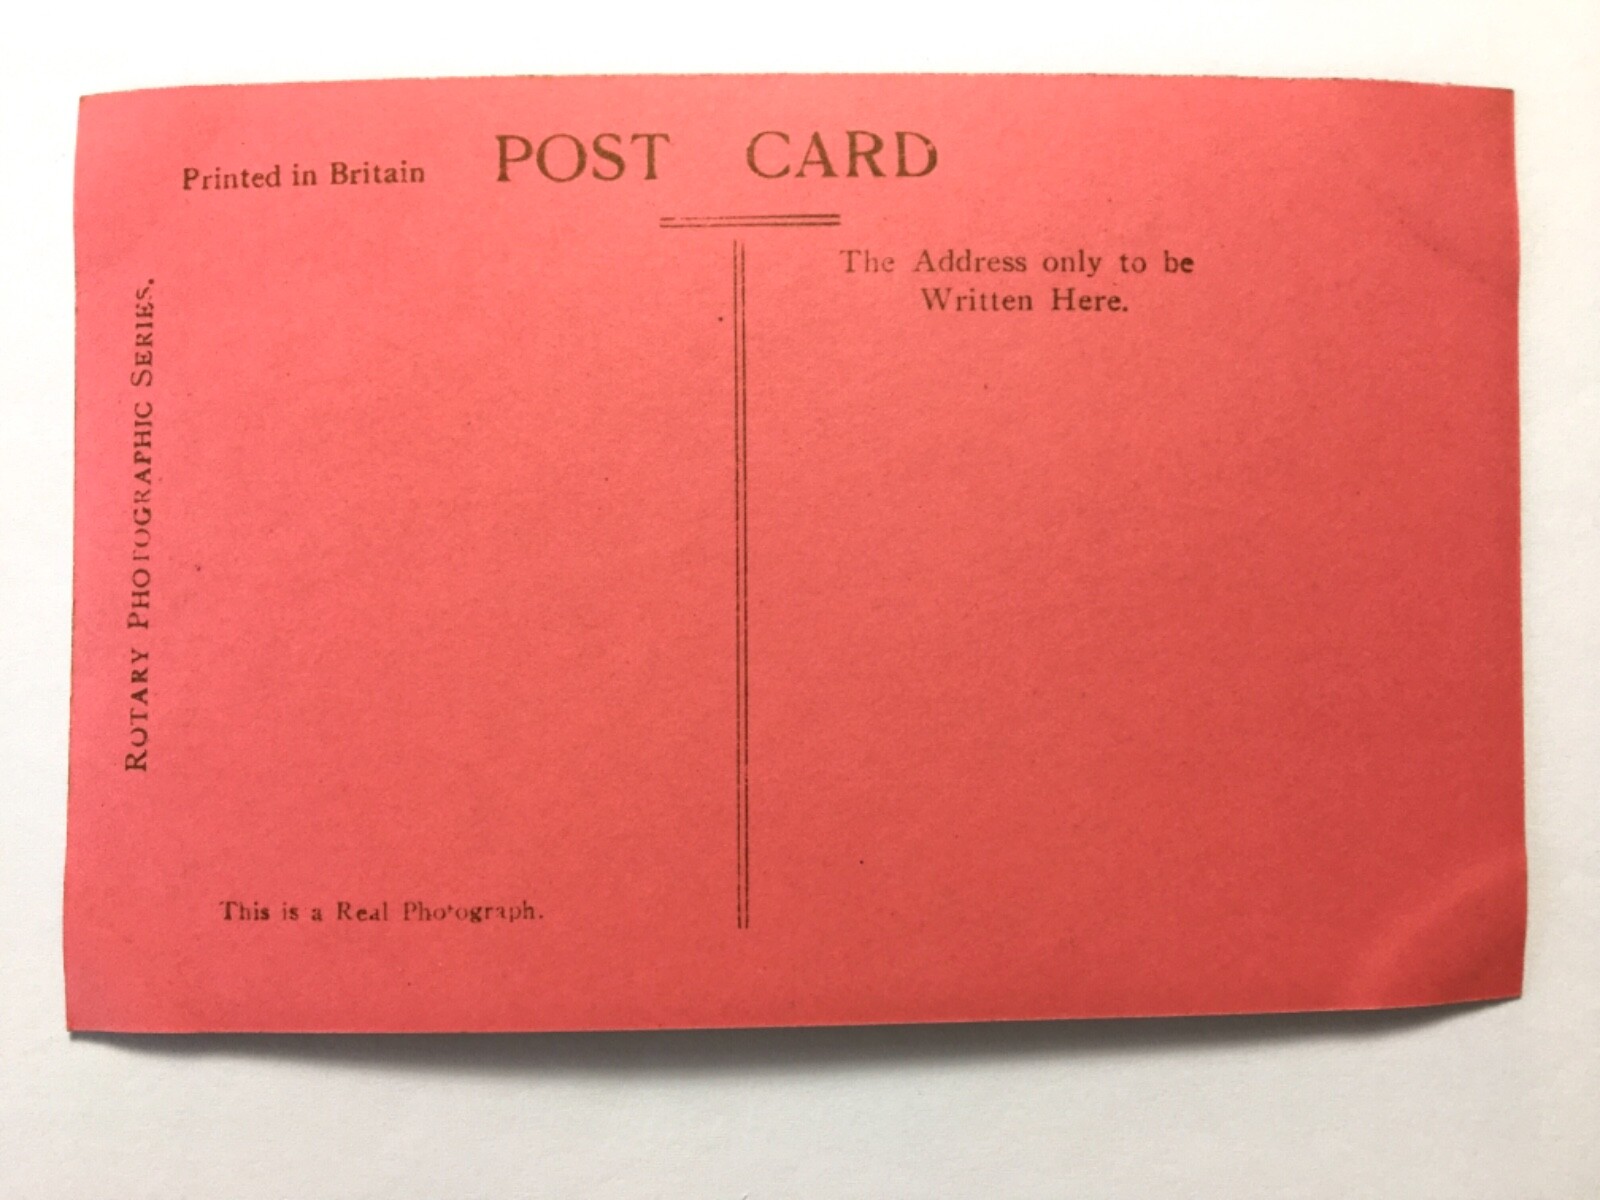 Printed in Britain
POST CARD
The Address only to be
Written Here.
ROTARY PHOTOGRAPHIC SERIES.
This is a Real Photograph.